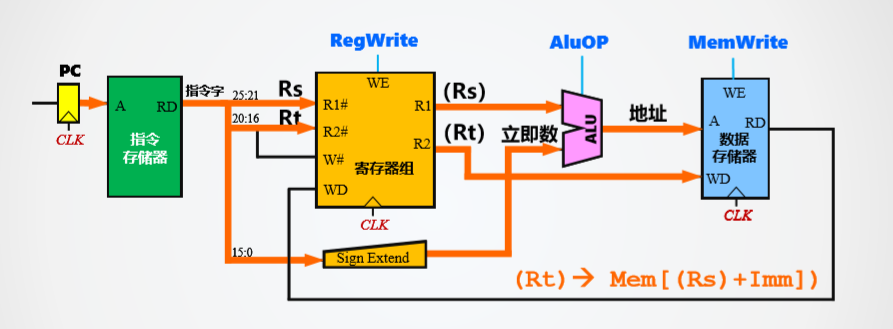 RegWrite
AluOP
MemWrite
PC
CLK
A
RD
指令
存储器
指令字
25:21
Rs
20:16
Rt
15:0
WE
R1#
R2#
W#
WD
R1
R2
寄存器组
CLK
Sign Extend
(Rs)
(Rt)
立即数
ALU
地址
WE
A
RD
数据
存储器
WD
CLK
(Rt)→ Mem[(Rs)+Imm])